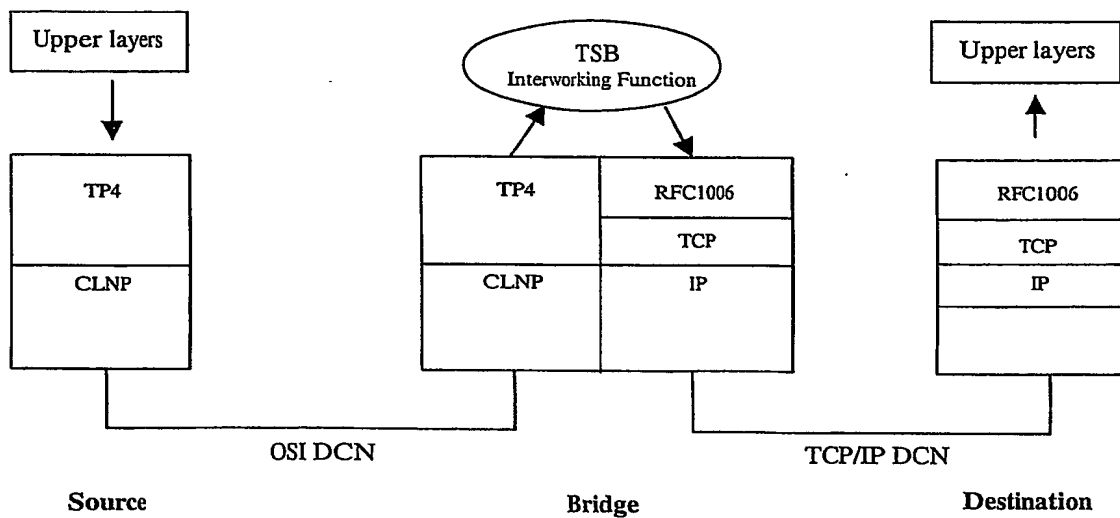 Upper layers
TSB
Interworking Function
Upper layers
TP4
TP4
RFC1006
RFC1006
TCP
TCP
CLNP
CLNP
IP
IP
OSI DCN
TCP/IP DCN
Source
Bridge
Destination